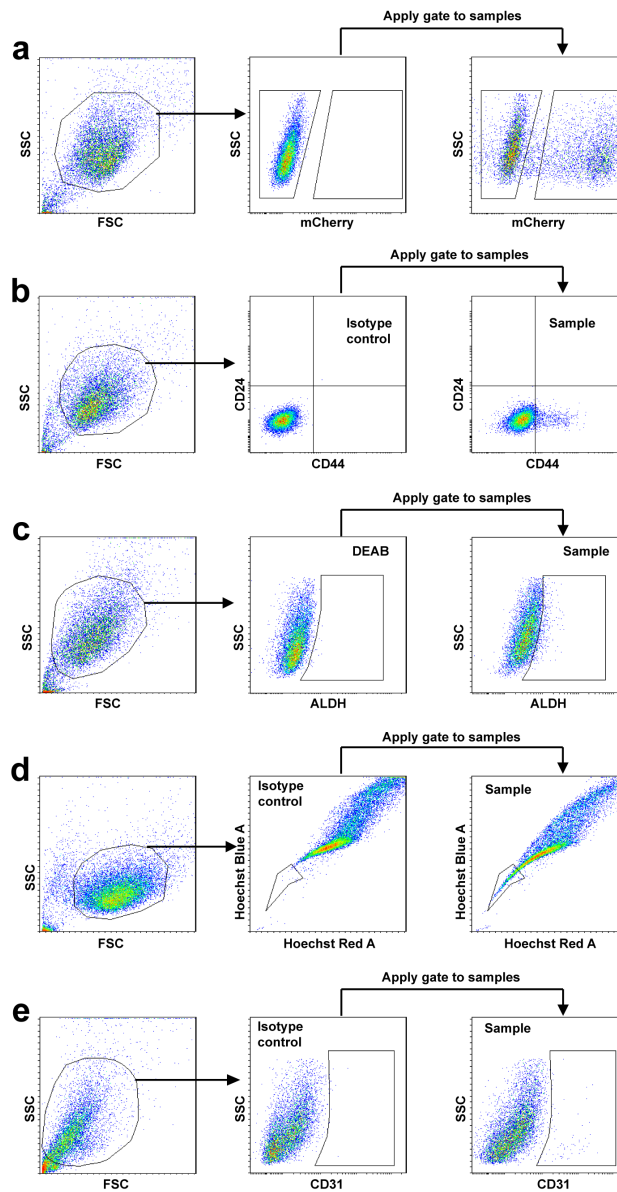 Apply gate to samples
a
SSC
FSC
SSC
mCherry
SSC
mCherry
Apply gate to samples
b
SSC
FSC
Isotype
control
CD24
CD44
Sample
CD24
CD44
Apply gate to samples
c
SSC
FSC
DEAB
SSC
ALDH
Sample
SSC
ALDH
Apply gate to samples
d
SSC
FSC
Isotype
control
Hoechst Blue A
Hoechst Red A
Sample
Hoechst Blue A
Hoechst Red A
Apply gate to samples
e
SSC
FSC
Isotype
control
SSC
CD31
Sample
SSC
CD31